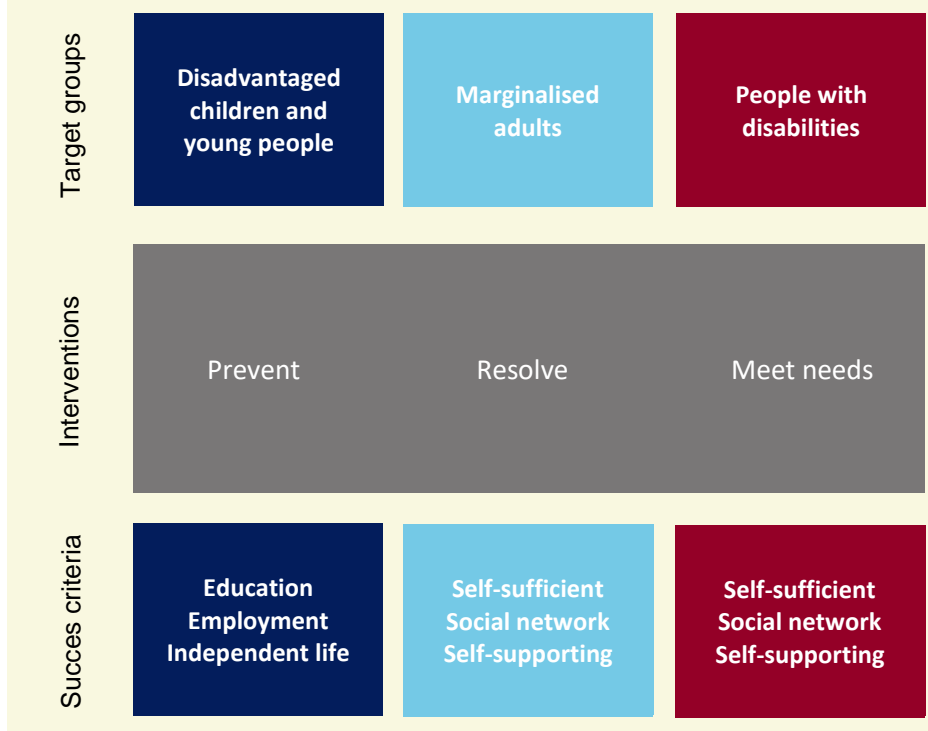 Target groups
Disadvantaged
children and
young people
Marginalised
adults
People with
disabilities
Interventions
Prevent
Resolve
Meet needs
Succes criteria
Education
Employment
Independent life
Self-sufficient
Social network
Self-supporting
Self-sufficient
Social network
Self-supporting